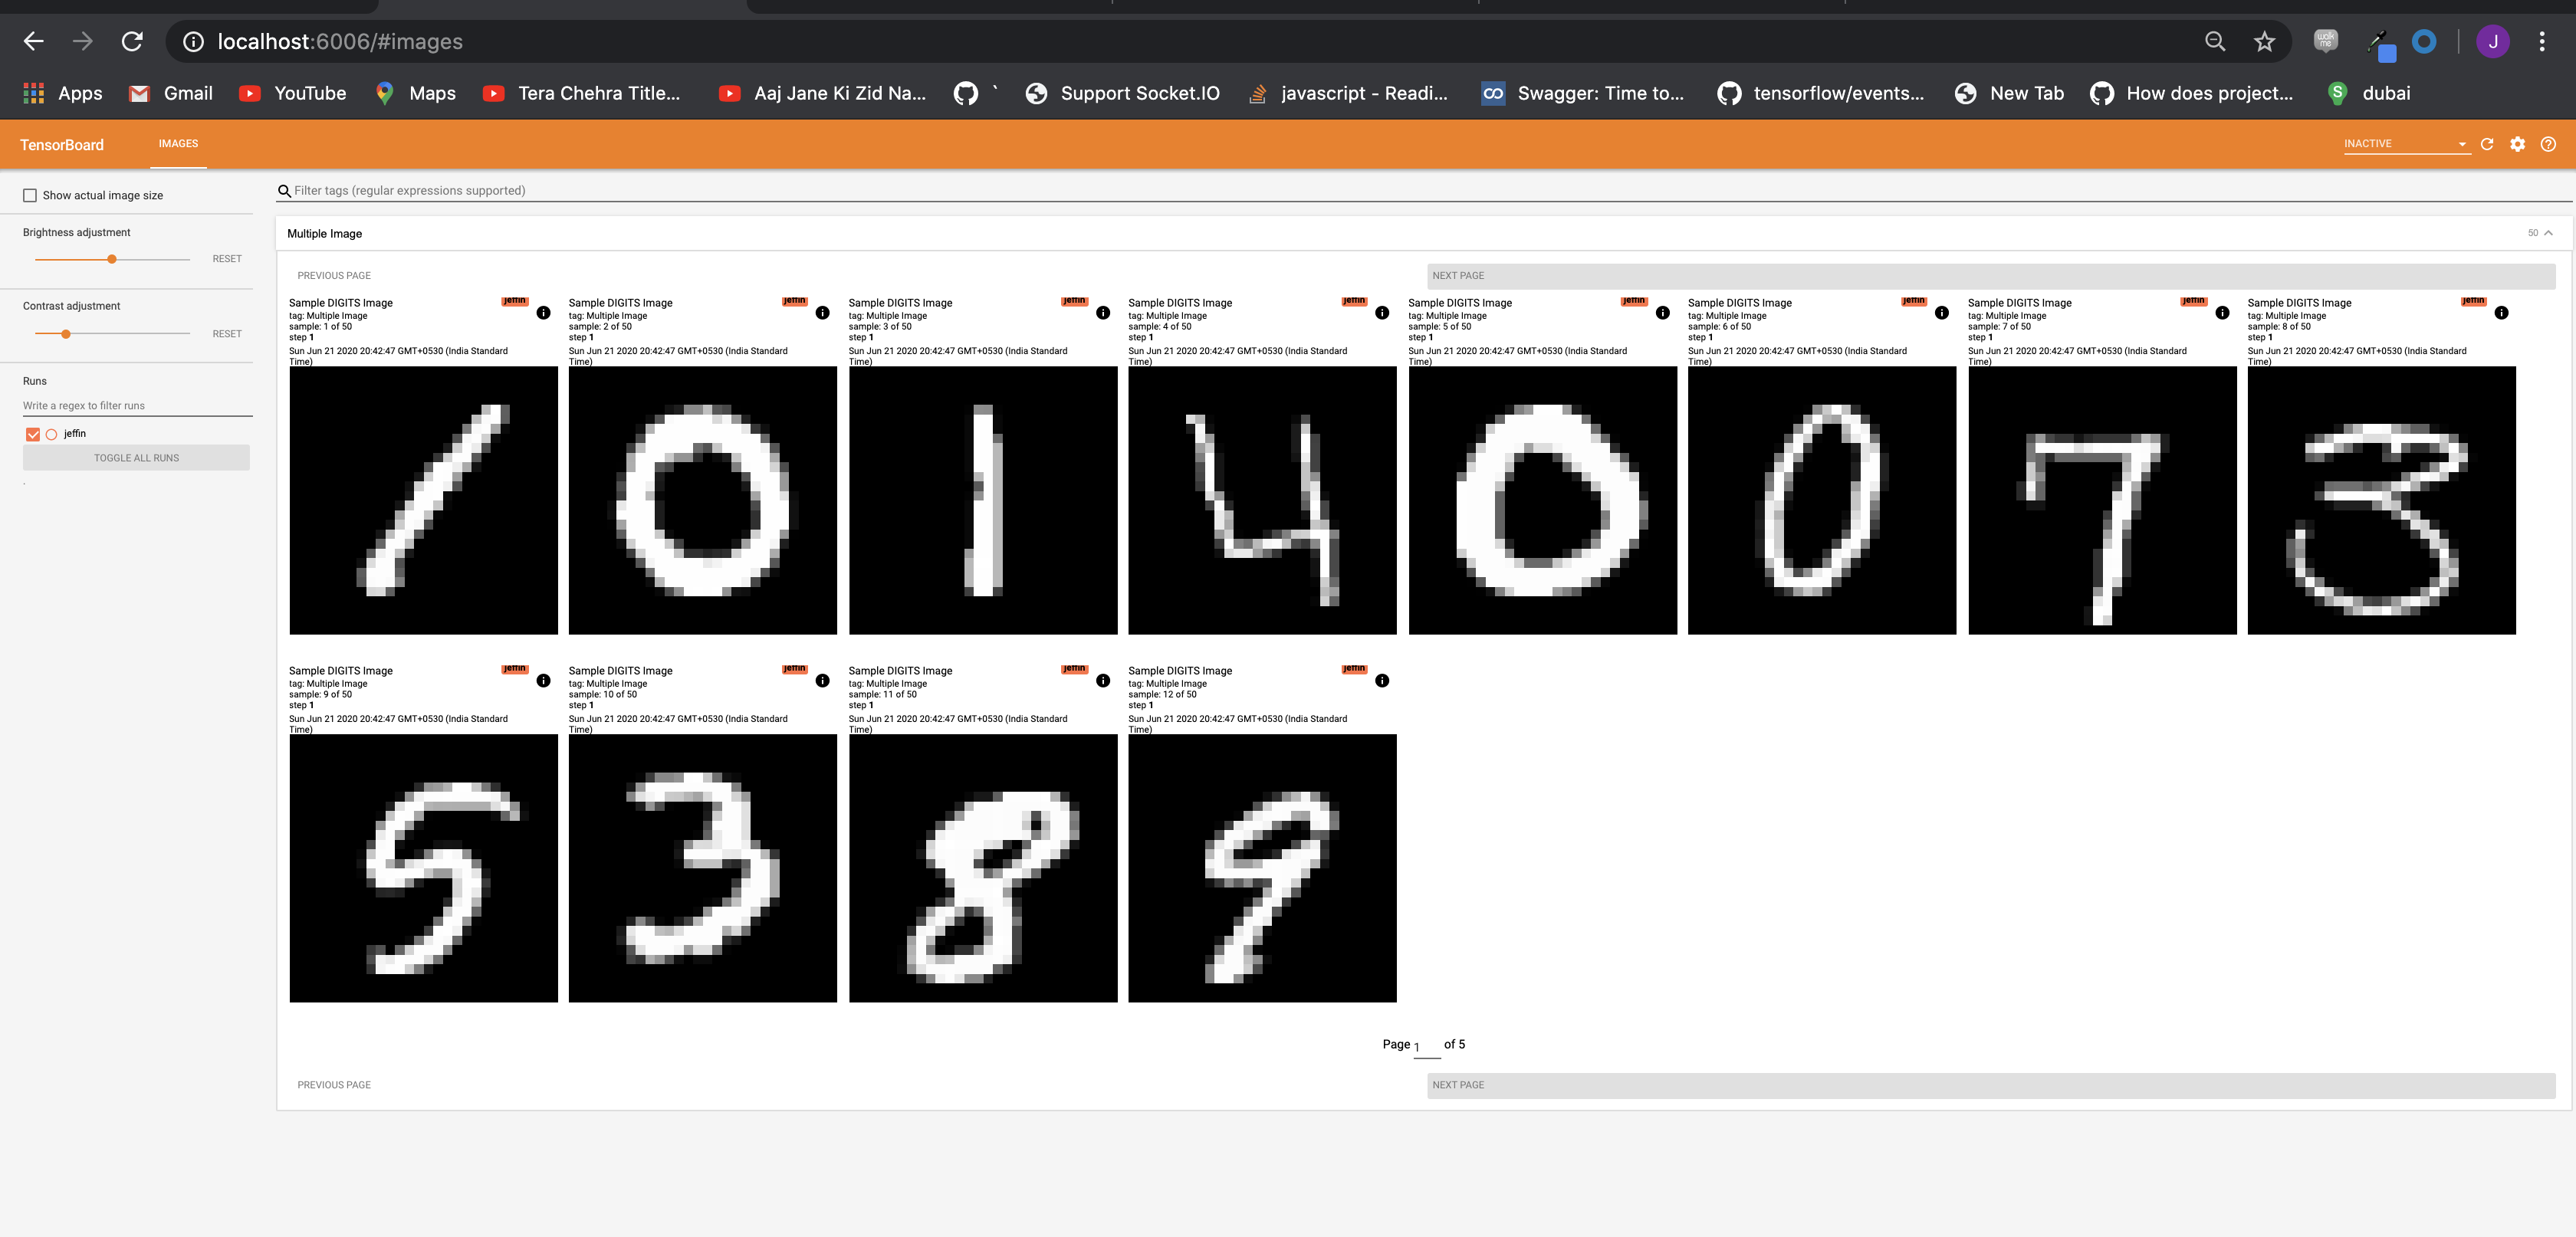 localhost:6006/#images
J
Apps Gmail YouTube Maps Tera Chehra Title... Aaj Jane Ki Zid Na... ` Support Socket.IO javascript - Readi... Swagger: Time to... tensorflow/events... New Tab How does project... dubai
TensorBoard IMAGES INACTIVE
Show actual image size
Filter tags (regular expressions supported)
Brightness adjustment
RESET
Contrast adjustment
RESET
Runs
Write a regex to filter runs
jeffin
TOGGLE ALL RUNS
Multiple Image 50
PREVIOUS PAGE NEXT PAGE
Sample DIGITS Image jeffin
tag: Multiple Image
sample: 1 of 50
step 1
Sun Jun 21 2020 20:42:47 GMT+0530 (India Standard
Time)
1
Sample DIGITS Image jeffin
tag: Multiple Image
sample: 2 of 50
step 1
Sun Jun 21 2020 20:42:47 GMT+0530 (India Standard
Time)
0
Sample DIGITS Image jeffin
tag: Multiple Image
sample: 3 of 50
step 1
Sun Jun 21 2020 20:42:47 GMT+0530 (India Standard
Time)
1
Sample DIGITS Image jeffin
tag: Multiple Image
sample: 4 of 50
step 1
Sun Jun 21 2020 20:42:47 GMT+0530 (India Standard
Time)
4
Sample DIGITS Image jeffin
tag: Multiple Image
sample: 5 of 50
step 1
Sun Jun 21 2020 20:42:47 GMT+0530 (India Standard
Time)
0
Sample DIGITS Image jeffin
tag: Multiple Image
sample: 6 of 50
step 1
Sun Jun 21 2020 20:42:47 GMT+0530 (India Standard
Time)
0
Sample DIGITS Image jeffin
tag: Multiple Image
sample: 7 of 50
step 1
Sun Jun 21 2020 20:42:47 GMT+0530 (India Standard
Time)
7
Sample DIGITS Image jeffin
tag: Multiple Image
sample: 8 of 50
step 1
Sun Jun 21 2020 20:42:47 GMT+0530 (India Standard
Time)
3
Sample DIGITS Image jeffin
tag: Multiple Image
sample: 9 of 50
step 1
Sun Jun 21 2020 20:42:47 GMT+0530 (India Standard
Time)
5
Sample DIGITS Image jeffin
tag: Multiple Image
sample: 10 of 50
step 1
Sun Jun 21 2020 20:42:47 GMT+0530 (India Standard
Time)
3
Sample DIGITS Image jeffin
tag: Multiple Image
sample: 11 of 50
step 1
Sun Jun 21 2020 20:42:47 GMT+0530 (India Standard
Time)
8
Sample DIGITS Image jeffin
tag: Multiple Image
sample: 12 of 50
step 1
Sun Jun 21 2020 20:42:47 GMT+0530 (India Standard
Time)
9
Page 1 of 5
PREVIOUS PAGE NEXT PAGE